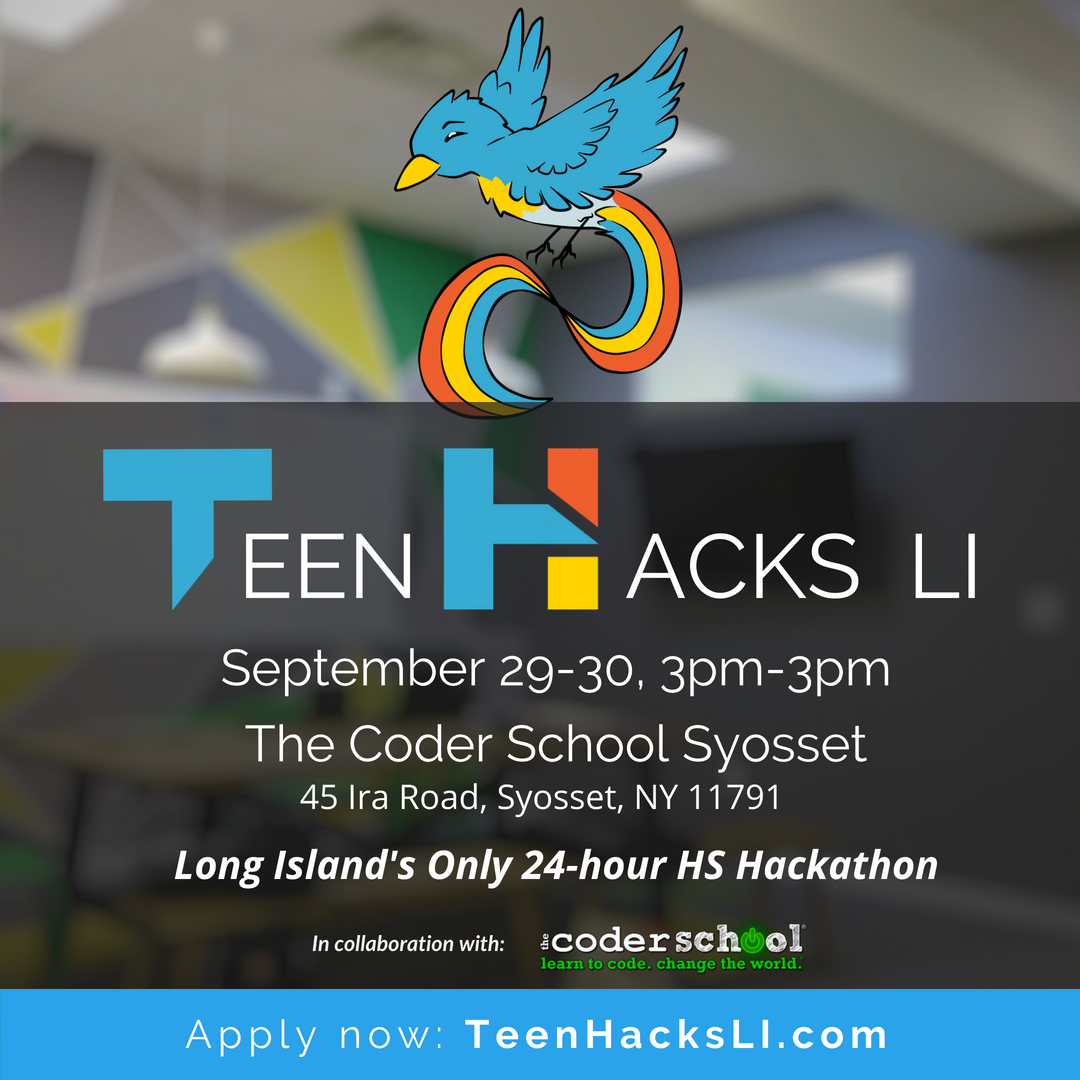 TEEN HACKS LI
September 29-30, 3pm-3pm
The Coder School Syosset
45 Ira Road, Syosset, NY 11791
Long Island's Only 24-hour HS Hackathon
In collaboration with:
the coder school
learn to code. change the world.
Apply now: TeenHacksLI.com